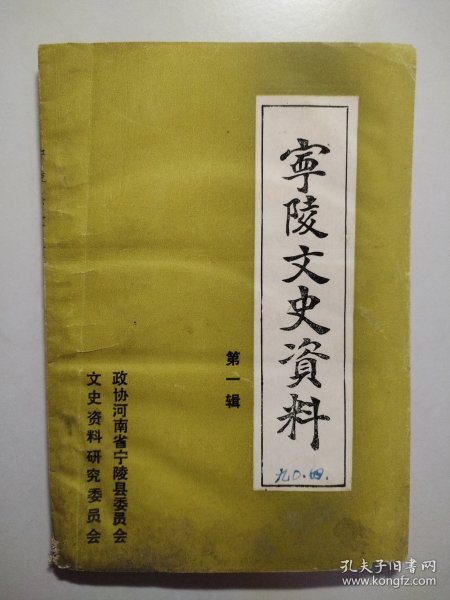 寧陵文史資料
九〇.四.
第一辑
政协河南省宁陵县委员会
文史资料研究委员会
孔夫子旧书网
www.kongfz.com